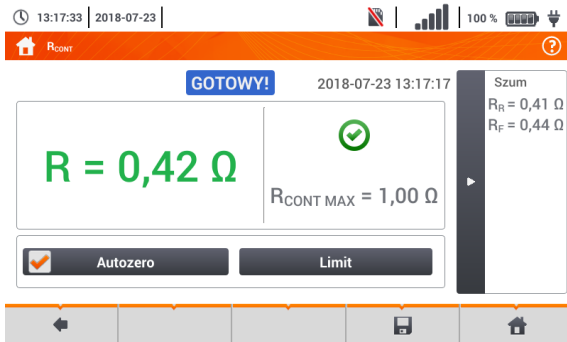 13:17:33 2018-07-23 100 %
RCONT
GOTOWY! 2018-07-23 13:17:17
R = 0,42 Ω
RCONT MAX = 1,00 Ω
Autozero Limit
Szum
RR = 0,41 Ω
RF = 0,44 Ω